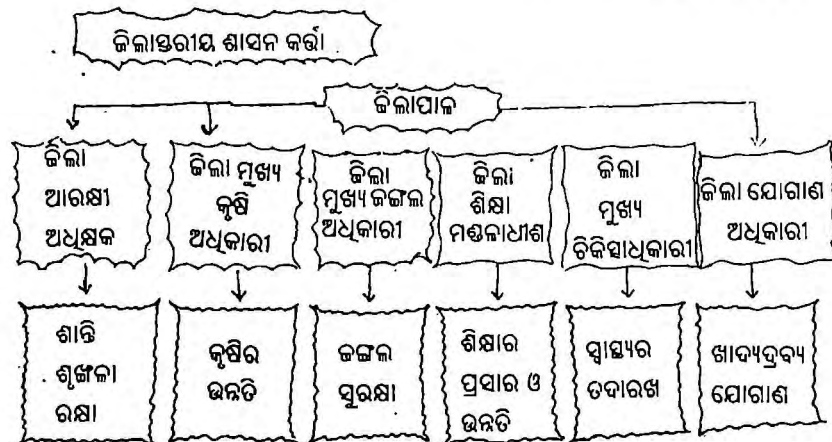 ଜିଲାସ୍ତରୀୟ ଶାସନ କର୍ତ୍ତା
ଜିଲାପାଳ
ଜିଲା
ଆରକ୍ଷୀ
ଅଧିକ୍ଷକ
ଜିଲା ମୁଖ୍ୟ
କୃଷି
ଅଧିକାରୀ
ଜିଲା
ମୁଖ୍ୟ ଜଙ୍ଗଲ
ଅଧିକାରୀ
ଜିଲା
ଶିକ୍ଷା
ମଣ୍ଡଳାଧୀଶ
ଜିଲା
ମୁଖ୍ୟ
ଚିକିତ୍ସାଧିକାରୀ
ଜିଲା ଯୋଗାଣ
ଅଧିକାରୀ
ଶାନ୍ତି
ଶୃଙ୍ଖଳା
ରକ୍ଷା
କୃଷିର
ଉନ୍ନତି
ଜଙ୍ଗଲ
ସୁରକ୍ଷା
ଶିକ୍ଷାର
ପ୍ରସାର ଓ
ଉନ୍ନତି
ସ୍ୱାସ୍ଥ୍ୟର
ତଦାରଖ
ଖାଦ୍ୟଦ୍ରବ୍ୟ
ଯୋଗାଣ